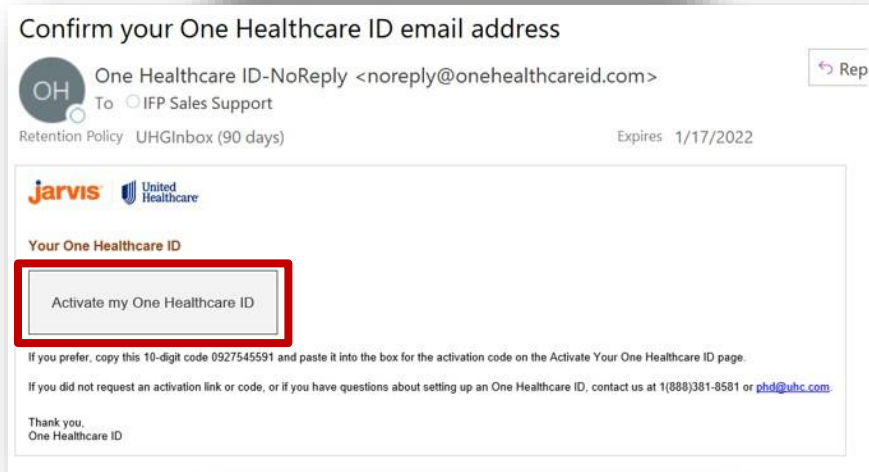 Confirm your One Healthcare ID email address
Rep
OH
One Healthcare ID-NoReply <noreply@onehealthcareid.com>
To IFP Sales Support
Retention Policy UHGInbox (90 days) Expires 1/17/2022
jarvis United Healthcare
Your One Healthcare ID
Activate my One Healthcare ID
If you prefer, copy this 10-digit code 0927545591 and paste it into the box for the activation code on the Activate Your One Healthcare ID page.
If you did not request an activation link or code, or if you have questions about setting up an One Healthcare ID, contact us at 1(888)381-8581 or phd@uhc.com.
Thank you,
One Healthcare ID